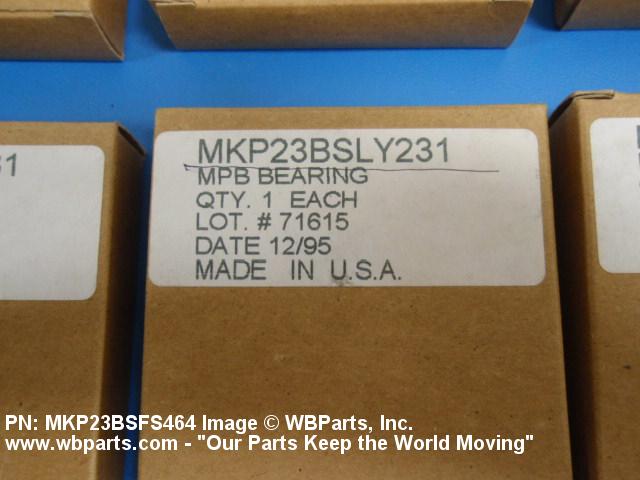 31
MKP23BSLY231
MPB BEARING
QTY. 1 EACH
LOT. # 71615
DATE 12/95
MADE IN U.S.A.
PN: MKP23BSFS464 Image © WBParts, Inc.
www.wbparts.com - "Our Parts Keep the World Moving"